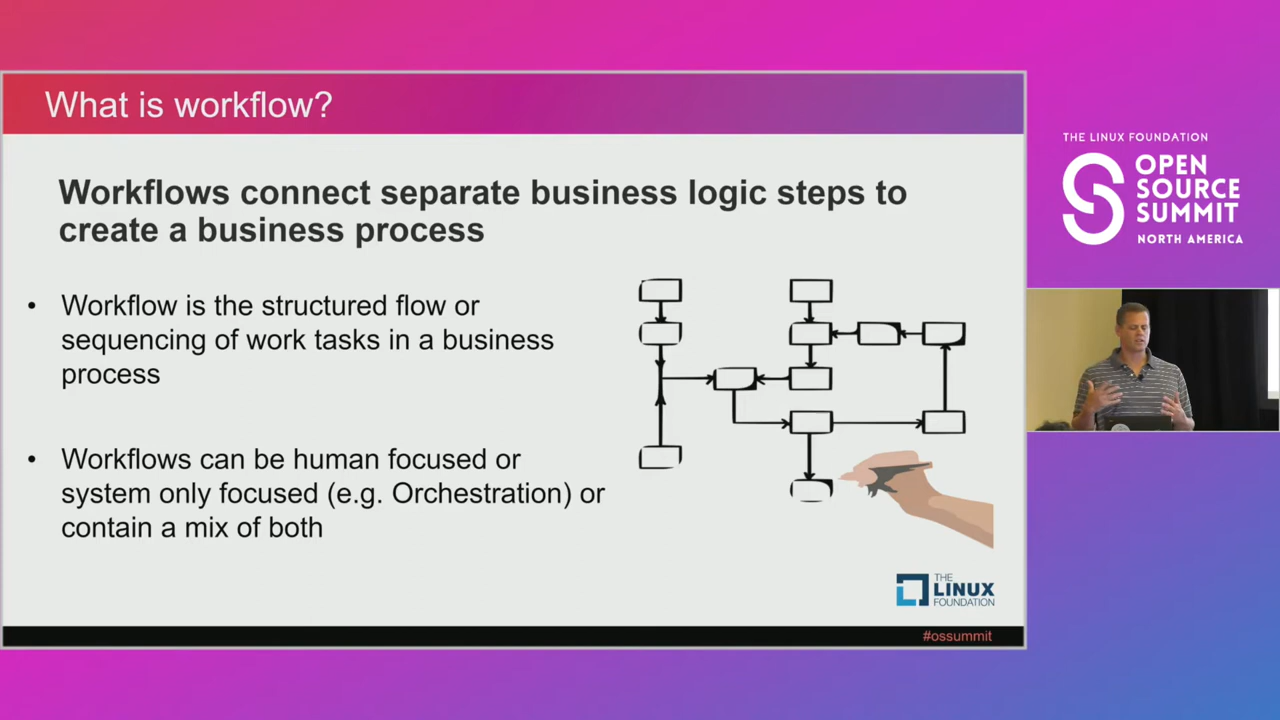 What is workflow?
Workflows connect separate business logic steps to
create a business process
• Workflow is the structured flow or
sequencing of work tasks in a business
process
• Workflows can be human focused or
system only focused (e.g. Orchestration) or
contain a mix of both
THE
LINUX
FOUNDATION
#ossummit
THE LINUX FOUNDATION
OPEN
SOURCE
SUMMIT
NORTH AMERICA